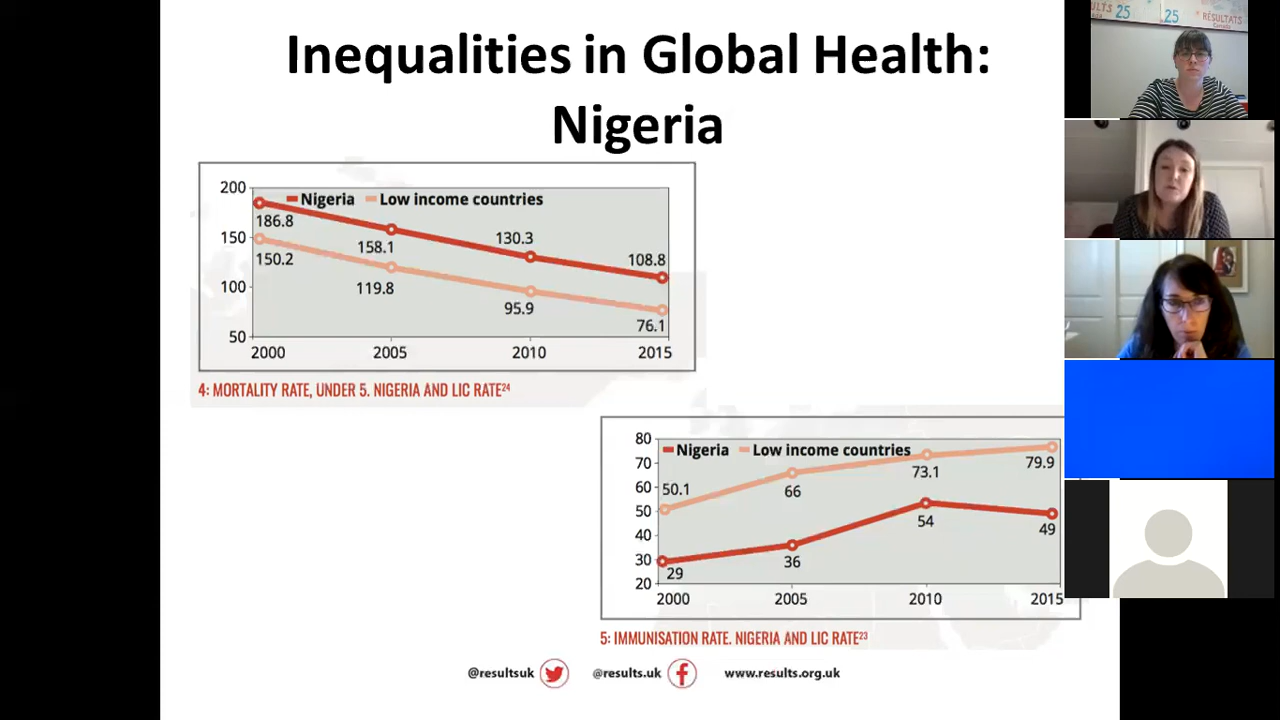 Inequalities in Global Health:
Nigeria
Nigeria Low income countries
200
150
100
50
186.8
158.1
130.3
108.8
150.2
119.8
95.9
76.1
2000 2005 2010 2015
4: MORTALITY RATE, UNDER 5. NIGERIA AND LIC RATE24
Nigeria Low income countries
80
70
60
50
40
30
20
50.1
66
73.1
79.9
29
36
54
49
2000 2005 2010 2015
5: IMMUNISATION RATE. NIGERIA AND LIC RATE23
@resultsuk @results.uk www.results.org.uk
25 25 RÉSULTATS